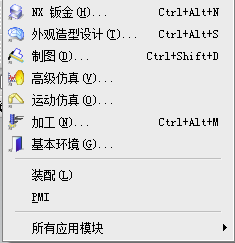 NX 钣金(H)... Ctrl+Alt+N
外观造型设计(T)... Ctrl+Alt+S
制图(D)... Ctrl+Shift+D
高级仿真(V)...
运动仿真(O)...
加工(N)... Ctrl+Alt+M
基本环境(G)...
装配(L)
PMI
所有应用模块